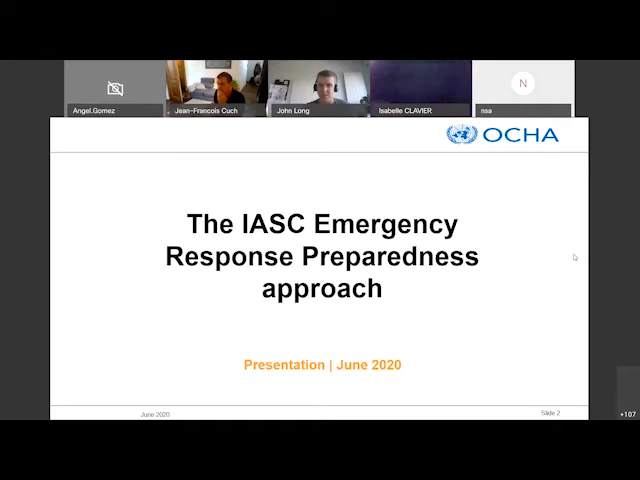 N
Angel.Gomez
Jean-Francois Cuch
John Long
Isabelle CLAVIER
nsa
OCHA
The IASC Emergency
Response Preparedness
approach
Presentation | June 2020
June 2020
Slide 2
+107